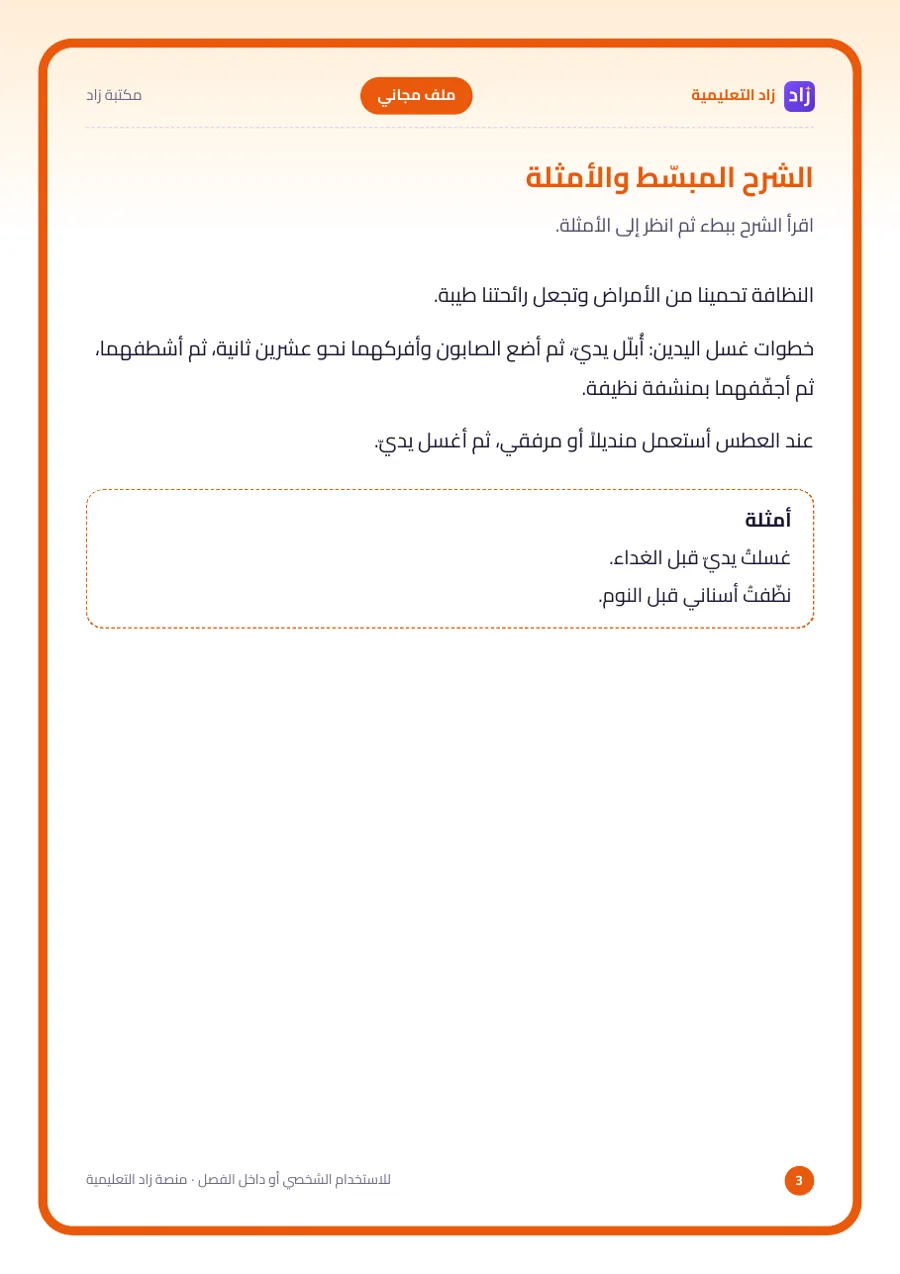 زاد
زاد التعليمية
ملف مجاني
مكتبة زاد
الشرح المبسّط والأمثلة
اقرأ الشرح ببطء ثم انظر إلى الأمثلة.
النظافة تحمينا من الأمراض وتجعل رائحتنا طيبة.
خطوات غسل اليدين: أُبلّل يديّ، ثم أضع الصابون وأفركهما نحو عشرين ثانية، ثم أشطفهما،
ثم أجفّفهما بمنشفة نظيفة.
عند العطس أستعمل منديلاً أو مرفقي، ثم أغسل يديّ.
أمثلة
غسلتُ يديّ قبل الغداء.
نظّفتُ أسناني قبل النوم.
3
للاستخدام الشخصي أو داخل الفصل · منصة زاد التعليمية